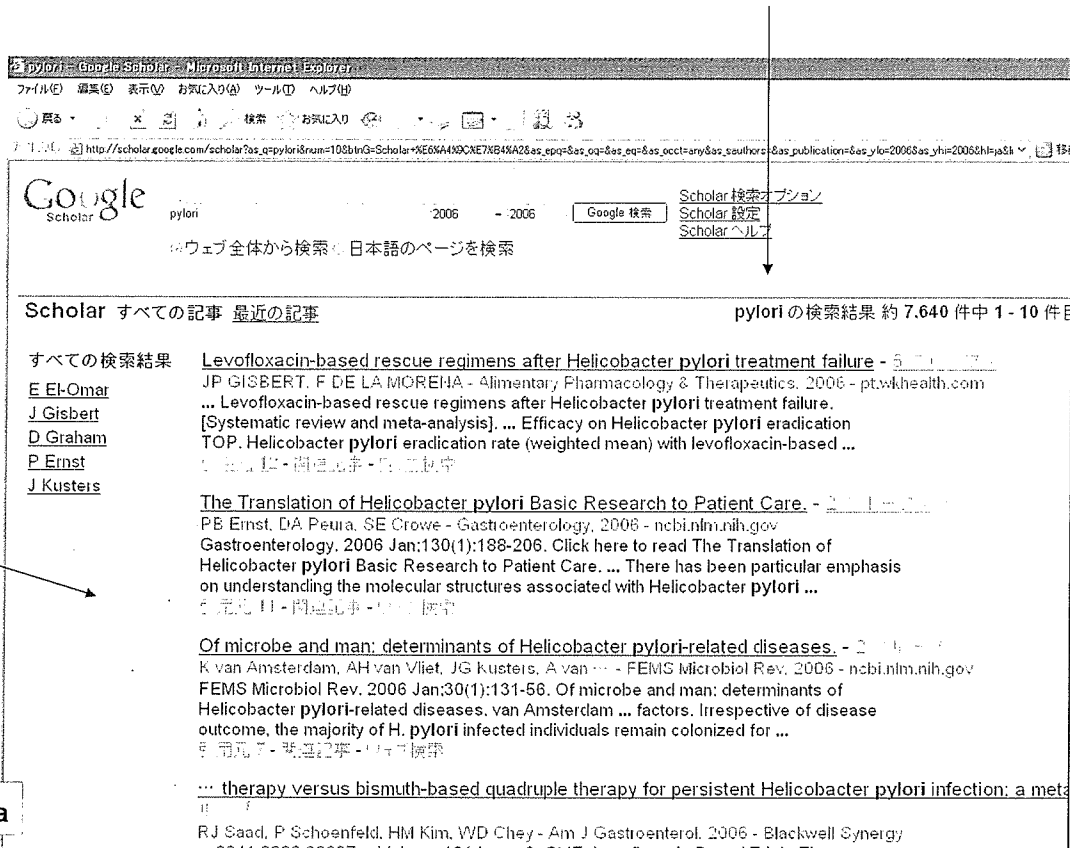 pylori - Google Scholar - Microsoft Internet Explorer
ファイル(F) 編集(E) 表示(V) お気に入り(A) ツール(T) ヘルプ(H)
戻る 検索 お気に入り
http://scholar.google.com/scholar?as_q=pylori&num=10&btnG=Scholar+%E6%A4%9C%E7%B4%A2&as_epq=&as_oq=&as_eq=&as_occt=any&as_sauthors=&as_publication=&as_ylo=2006&as_yhi=2006&hl=ja&l 移
Google
Scholar
pylori 2006 - 2006 Google 検索
Scholar 検索オプション
Scholar 設定
Scholar ヘルプ
ウェブ全体から検索 日本語のページを検索
Scholar すべての記事 最近の記事 pylori の検索結果 約 7,640 件中 1 - 10 件目
すべての検索結果
E El-Omar
J Gisbert
D Graham
P Ernst
J Kusters
Levofloxacin-based rescue regimens after Helicobacter pylori treatment failure -
JP GISBERT, F DE LA MORENA - Alimentary Pharmacology & Therapeutics, 2006 - pt.wkhealth.com
... Levofloxacin-based rescue regimens after Helicobacter pylori treatment failure.
[Systematic review and meta-analysis]. ... Efficacy on Helicobacter pylori eradication
TOP. Helicobacter pylori eradication rate (weighted mean) with levofloxacin-based ...
関連記事
The Translation of Helicobacter pylori Basic Research to Patient Care. -
PB Ernst, DA Peura, SE Crowe - Gastroenterology, 2006 - ncbi.nlm.nih.gov
Gastroenterology. 2006 Jan;130(1):188-206. Click here to read The Translation of
Helicobacter pylori Basic Research to Patient Care. ... There has been particular emphasis
on understanding the molecular structures associated with Helicobacter pylori ...
関連記事
Of microbe and man: determinants of Helicobacter pylori-related diseases. -
K van Amsterdam, AH van Vliet, JG Kusters, A van ... - FEMS Microbiol Rev, 2006 - ncbi.nlm.nih.gov
FEMS Microbiol Rev. 2006 Jan;30(1):131-56. Of microbe and man: determinants of
Helicobacter pylori-related diseases. van Amsterdam ... factors. Irrespective of disease
outcome, the majority of H. pylori infected individuals remain colonized for ...
関連記事
... therapy versus bismuth-based quadruple therapy for persistent Helicobacter pylori infection: a meta
a
RJ Saad, P Schoenfeld, HM Kim, WD Chey - Am J Gastroenterol, 2006 - Blackwell Synergy